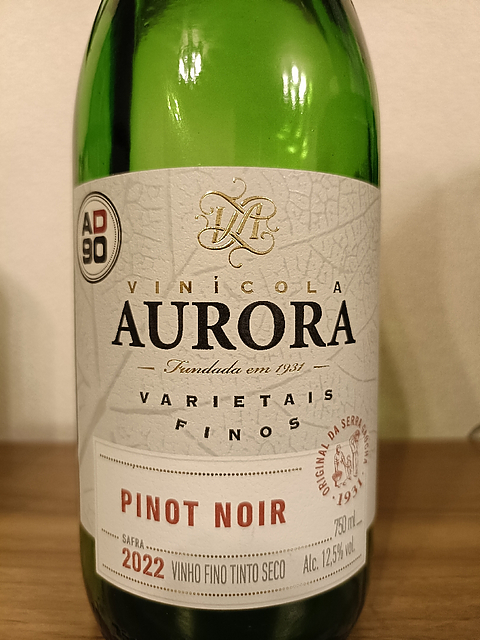 AD
90
VA
VINÍCOLA
AURORA
Fundada em 1931
VARIETAIS
FINOS
ORIGINAL DA SERRA GAÚCHA
1931
PINOT NOIR
750 ml
SAFRA
2022 VINHO FINO TINTO SECO Alc. 12,5% vol.